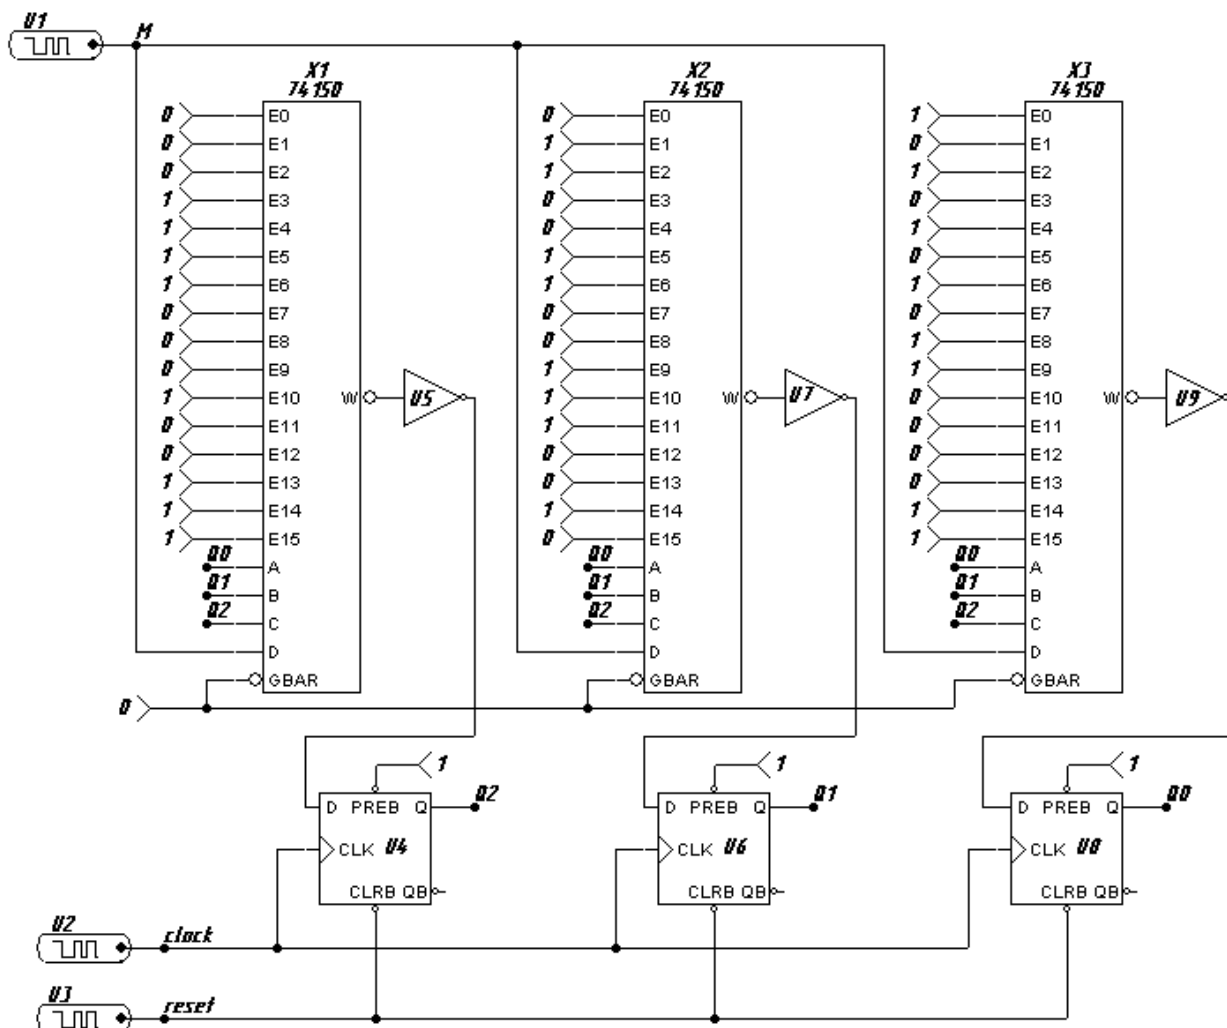 U1
M
X1 X2 X3
74150 74150 74150
0 E0 0 E0 1 E0
0 E1 1 E1 0 E1
0 E2 1 E2 1 E2
1 E3 0 E3 0 E3
1 E4 0 E4 1 E4
1 E5 1 E5 0 E5
1 E6 1 E6 1 E6
0 E7 0 E7 0 E7
0 E8 0 E8 1 E8
0 E9 1 E9 1 E9
1 E10 W U5 1 E10 W U7 0 E10 W U9
0 E11 1 E11 0 E11
0 E12 0 E12 0 E12
1 E13 0 E13 0 E13
1 E14 1 E14 1 E14
1 E15 0 E15 1 E15
Q0 A Q0 A Q0 A
Q1 B Q1 B Q1 B
Q2 C Q2 C Q2 C
D D D
GBAR GBAR GBAR
0
1 1 1
D PREB Q Q2 D PREB Q Q1 D PREB Q Q0
CLK U4 CLK U6 CLK U8
CLRB QB CLRB QB CLRB QB
U2
clock
U3
reset